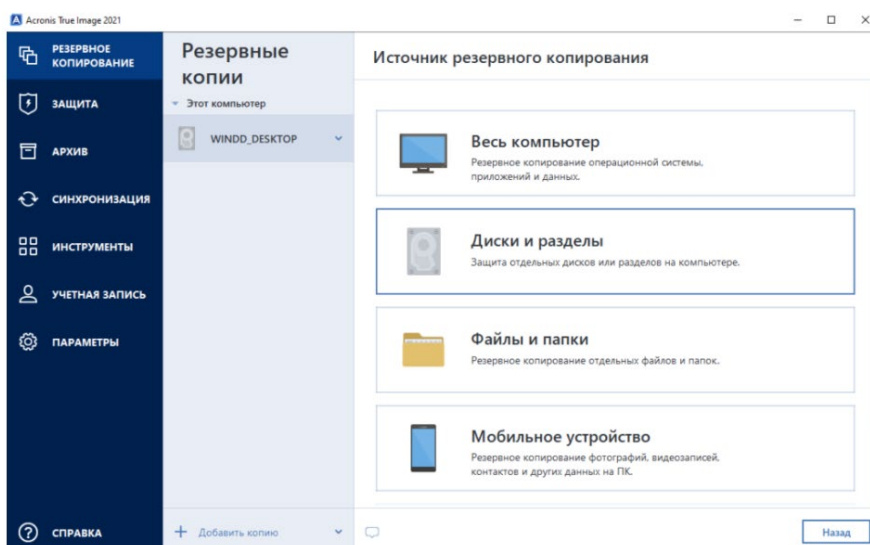 Acronis True Image 2021
РЕЗЕРВНОЕ
КОПИРОВАНИЕ
ЗАЩИТА
АРХИВ
СИНХРОНИЗАЦИЯ
ИНСТРУМЕНТЫ
УЧЕТНАЯ ЗАПИСЬ
ПАРАМЕТРЫ
СПРАВКА
Резервные
копии
Этот компьютер
WINDD_DESKTOP
Добавить копию
Источник резервного копирования
Весь компьютер
Резервное копирование операционной системы,
приложений и данных.
Диски и разделы
Защита отдельных дисков или разделов на компьютере.
Файлы и папки
Резервное копирование отдельных файлов и папок.
Мобильное устройство
Резервное копирование фотографий, видеозаписей,
контактов и других данных на ПК.
Назад